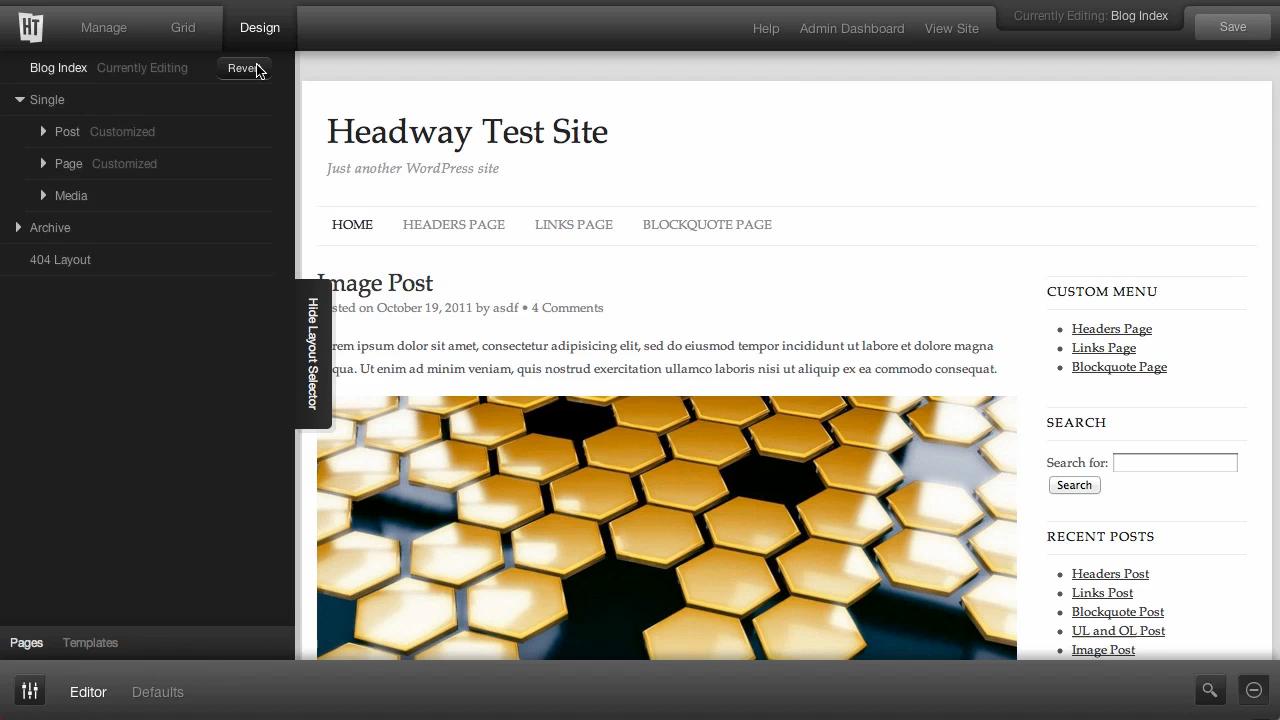 HT
Manage
Grid
Design
Help
Admin Dashboard
View Site
Currently Editing: Blog Index
Save
Blog Index Currently Editing
Single
Post Customized
Page Customized
Media
Archive
404 Layout
Hide Layout Selector
Pages
Templates
Editor
Defaults
Headway Test Site
Just another WordPress site
HOME
HEADERS PAGE
LINKS PAGE
BLOCKQUOTE PAGE
Image Post
on October 19, 2011 by asdf • 4 Comments
ipsum dolor sit amet, consectetur adipisicing elit, sed do eiusmod tempor incididunt ut labore et dolore magna
Ut enim ad minim veniam, quis nostrud exercitation ullamco laboris nisi ut aliquip ex ea commodo consequat.
CUSTOM MENU
Headers Page
Links Page
Blockquote Page
SEARCH
Search for:
Search
RECENT POSTS
Headers Post
Links Post
Blockquote Post
UL and OL Post
Image Post